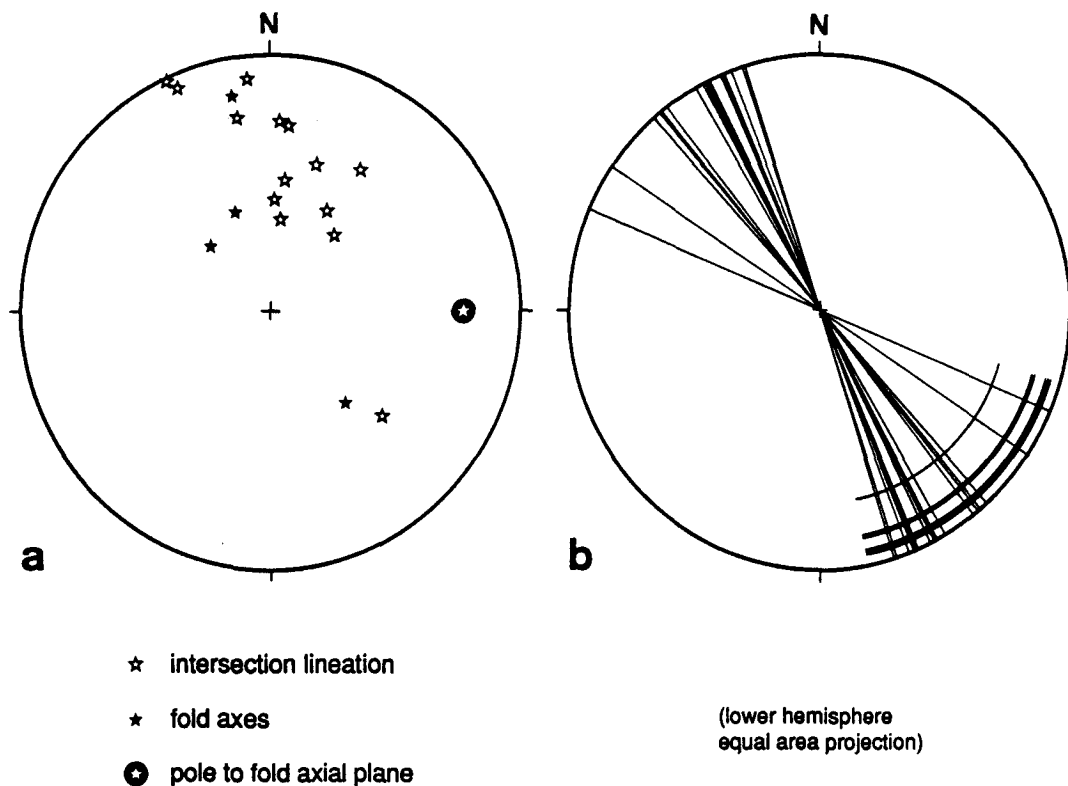 N
N
a
b
intersection lineation
fold axes
pole to fold axial plane
(lower hemisphere
equal area projection)